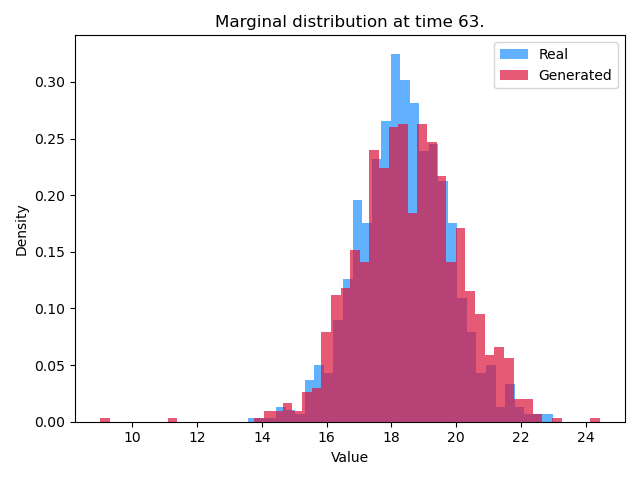 Marginal distribution at time 63.
Real
Generated
0.30
0.25
0.20
0.15
0.10
0.05
0.00
Density
10 12 14 16 18 20 22 24
Value